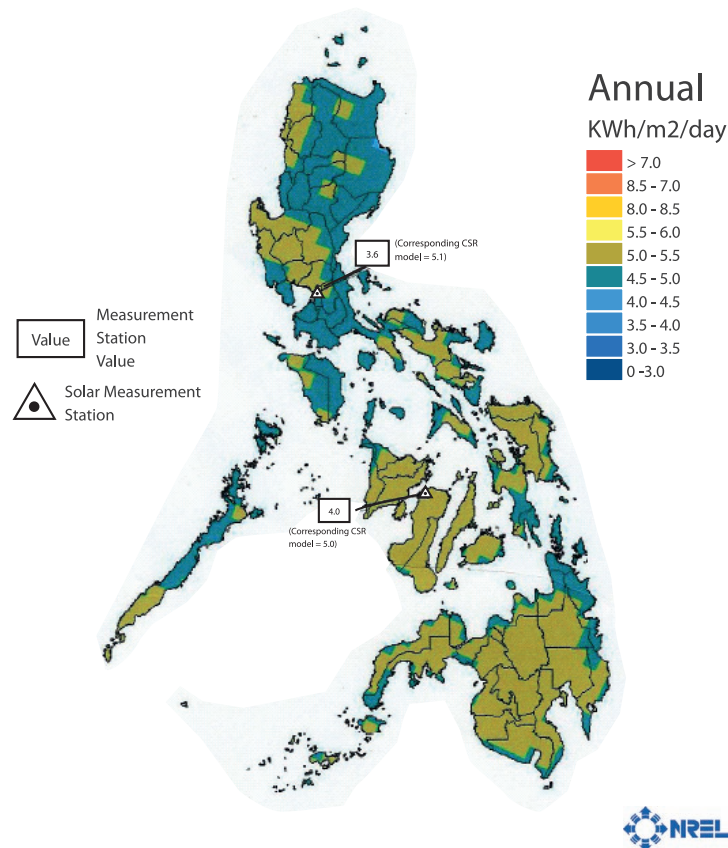 Annual
KWh/m2/day
> 7.0
8.5 - 7.0
8.0 - 8.5
5.5 - 6.0
5.0 - 5.5
4.5 - 5.0
4.0 - 4.5
3.5 - 4.0
3.0 - 3.5
0 -3.0
3.6
(Corresponding CSR
model = 5.1)
Value
Measurement
Station
Value
Solar Measurement
Station
4.0
(Corresponding CSR
model = 5.0)
NREL